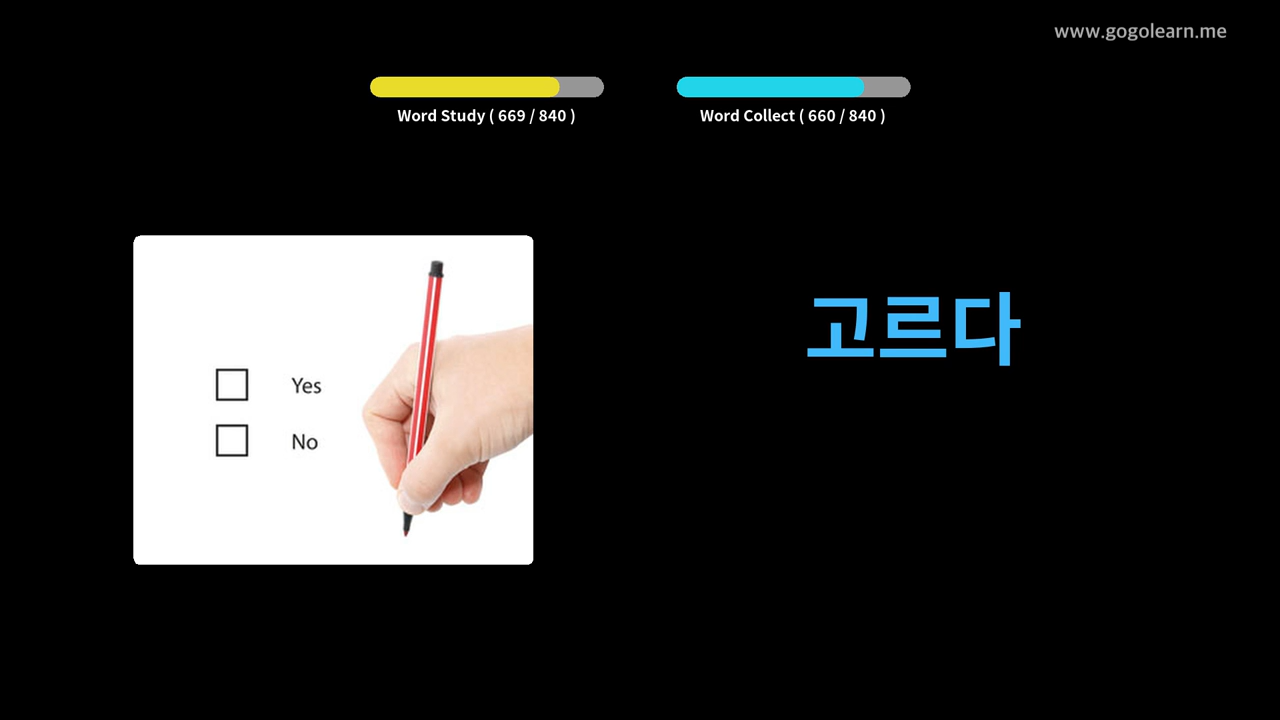 www.gogolearn.me
Word Study ( 669 / 840 )
Word Collect ( 660 / 840 )
Yes
No
고르다